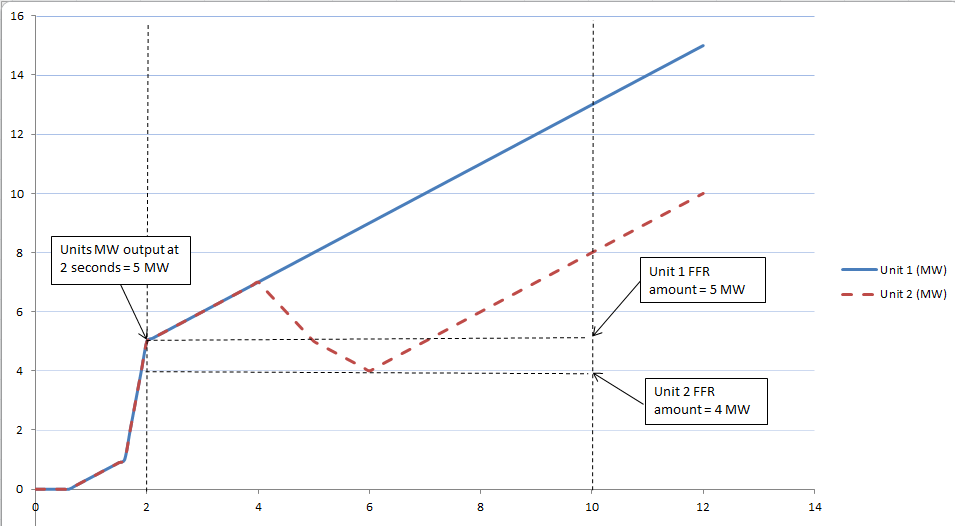 16
14
12
10
8
6
4
2
0
Units MW output at
2 seconds = 5 MW
Unit 1 FFR
amount = 5 MW
Unit 2 FFR
amount = 4 MW
Unit 1 (MW)
Unit 2 (MW)
0 2 4 6 8 10 12 14